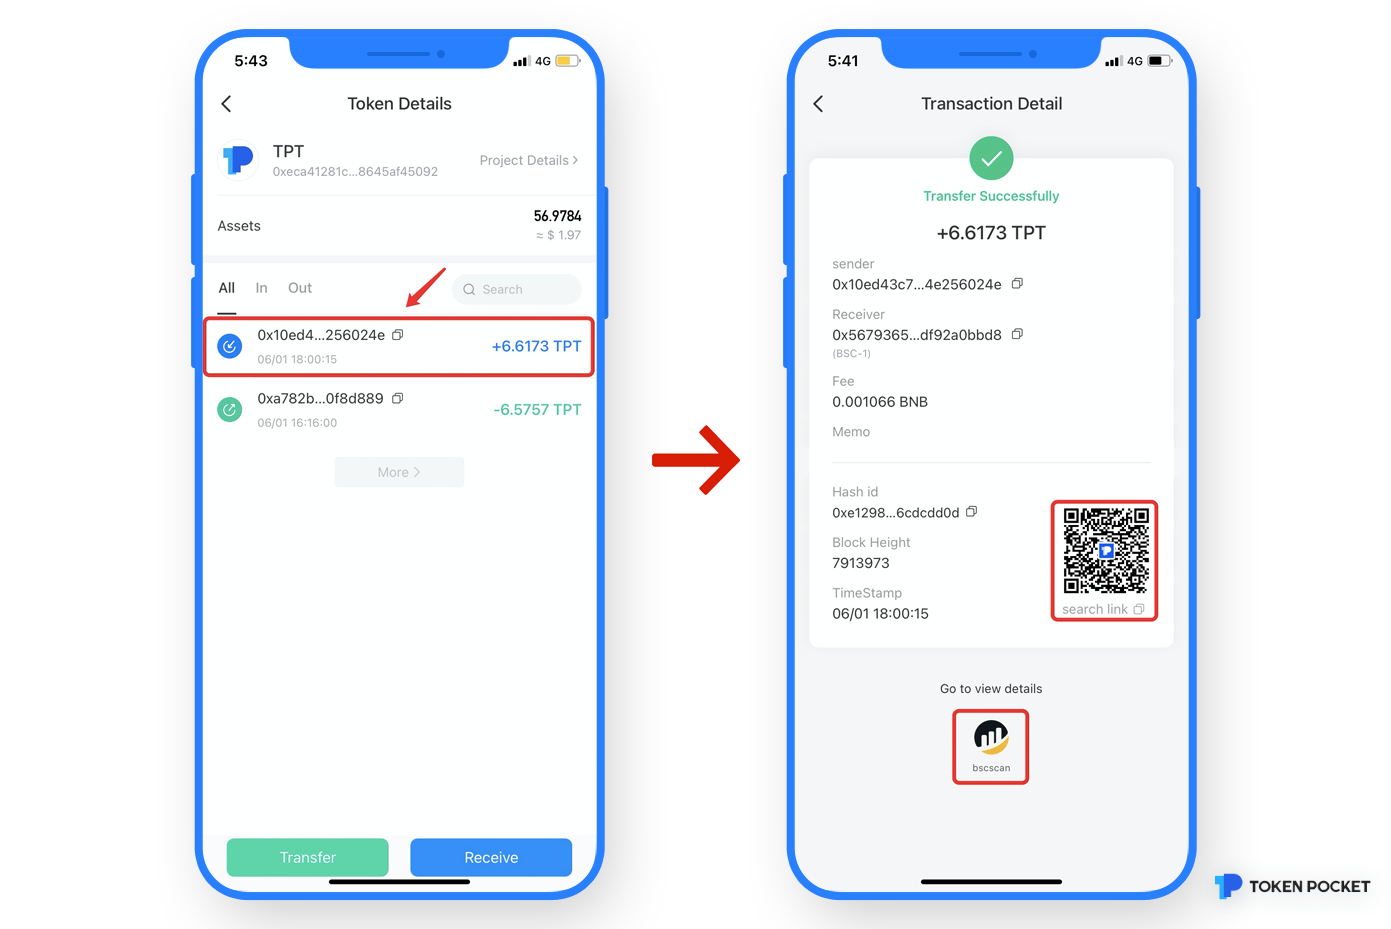 5:43
4G
Token Details
TPT
0xeca41281c...8645af45092
Project Details >
Assets
56.9784
≈ $ 1.97
All In Out
Search
0x10ed4...256024e
+6.6173 TPT
06/01 18:00:15
0xa782b...0f8d889
-6.5757 TPT
06/01 16:16:00
More >
Transfer
Receive
5:41
4G
Transaction Detail
Transfer Successfully
+6.6173 TPT
sender
0x10ed43c7...4e256024e
Receiver
0x5679365...df92a0bbd8
(BSC-1)
Fee
0.001066 BNB
Memo
Hash id
0xe1298...6cdcdd0d
Block Height
7913973
TimeStamp
06/01 18:00:15
search link
Go to view details
bscscan
TOKEN POCKET